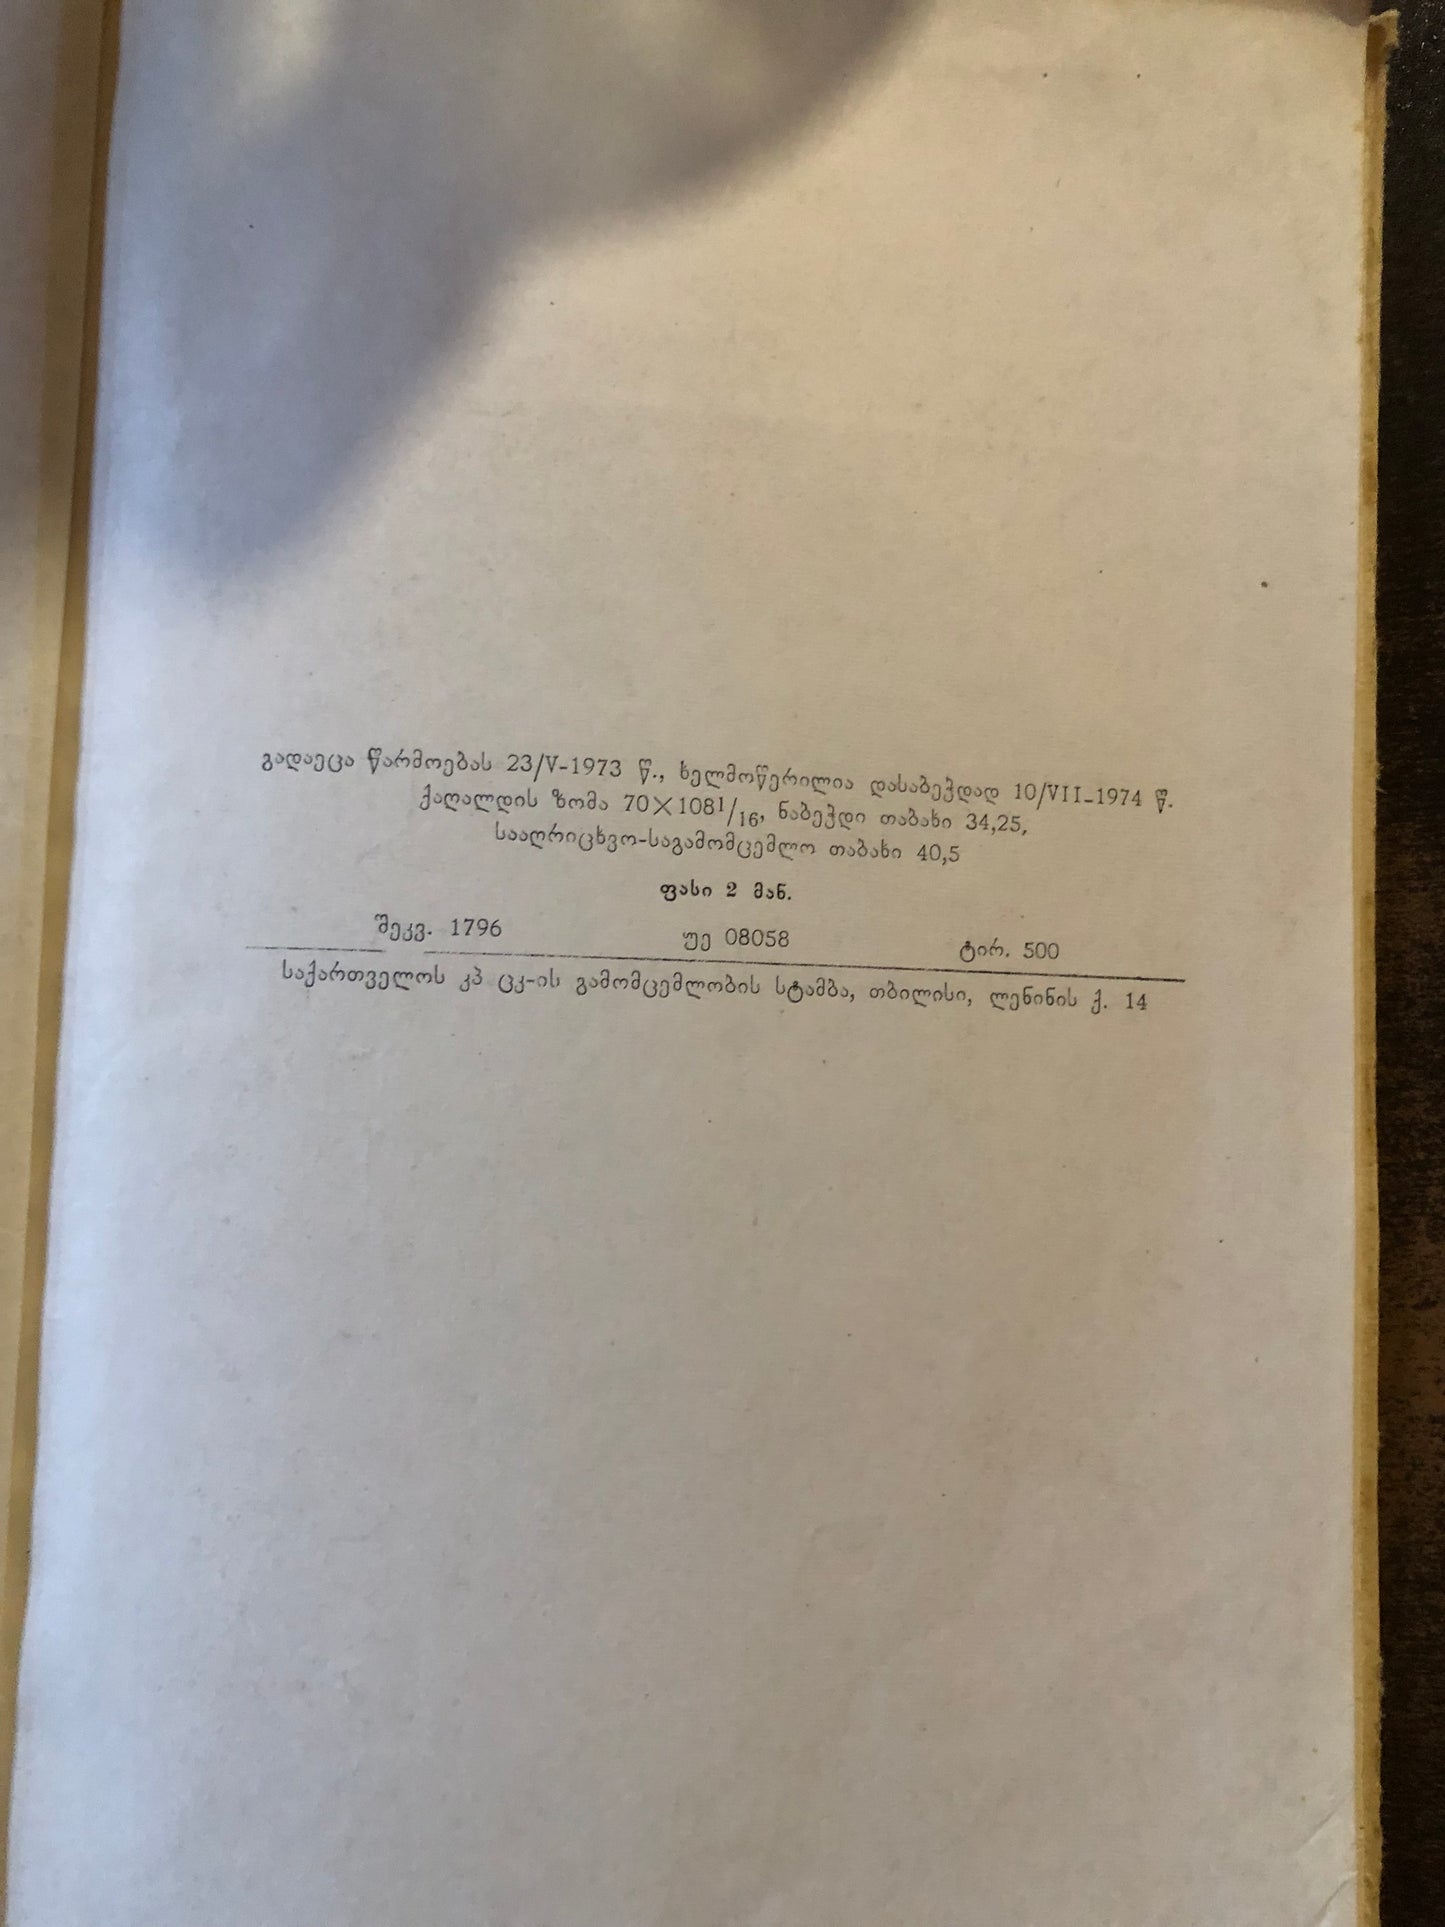 გადაეცა წარმოებას 23/V-1973 წ., ხელმოწერილია დასაბეჭდად 10/VII-1974 წ.
ქაღალდის ზომა 70×108¹/₁₆, ნაბეჭდი თაბახი 34,25,
სააღრიცხვო-საგამომცემლო თაბახი 40,5
ფასი 2 მან.
შეკვ. 1796 უე 08058 ტირ. 500
საქართველოს კპ ცკ-ის გამომცემლობის სტამბა, თბილისი, ლენინის ქ. 14